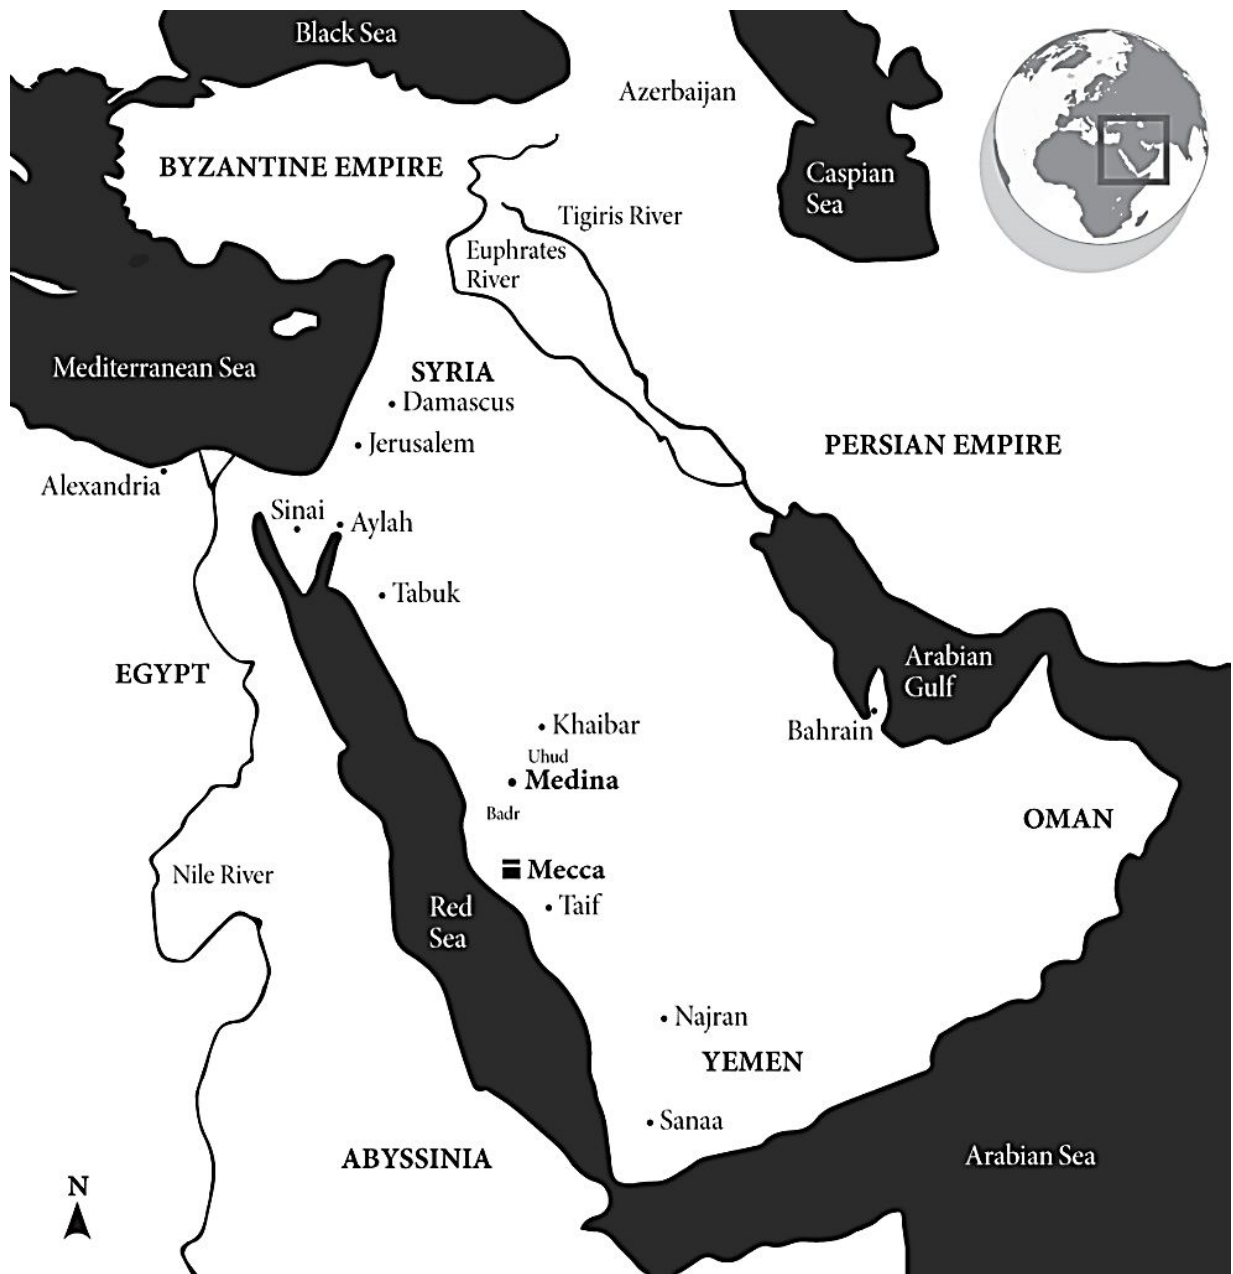 Black Sea
Azerbaijan
BYZANTINE EMPIRE
Caspian
Sea
Tigiris River
Euphrates
River
Mediterranean Sea
SYRIA
Damascus
Jerusalem
PERSIAN EMPIRE
Alexandria
Sinai
Aylah
Tabuk
EGYPT
Arabian
Gulf
Khaibar
Bahrain
Uhud
Medina
Badr
OMAN
Nile River
Mecca
Taif
Red
Sea
Najran
YEMEN
Sanaa
ABYSSINIA
Arabian Sea
N